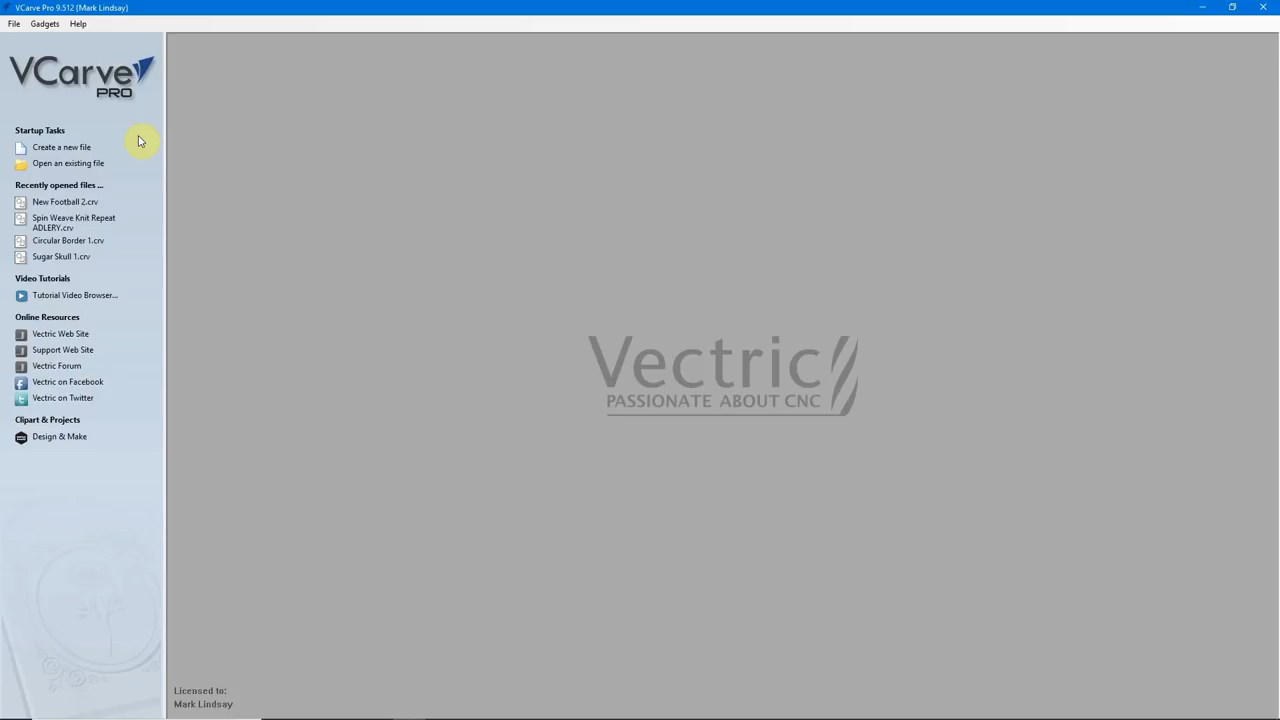 VCarve Pro 9.512 {Mark Lindsay}
File Gadgets Help
VCarve
PRO
Startup Tasks
Create a new file
Open an existing file
Recently opened files ...
New Football 2.crv
Spin Weave Knit Repeat
ADLERY.crv
Circular Border 1.crv
Sugar Skull 1.crv
Video Tutorials
Tutorial Video Browser...
Online Resources
Vectric Web Site
Support Web Site
Vectric Forum
Vectric on Facebook
Vectric on Twitter
Clipart & Projects
Design & Make
Vectric
PASSIONATE ABOUT CNC
Licensed to:
Mark Lindsay